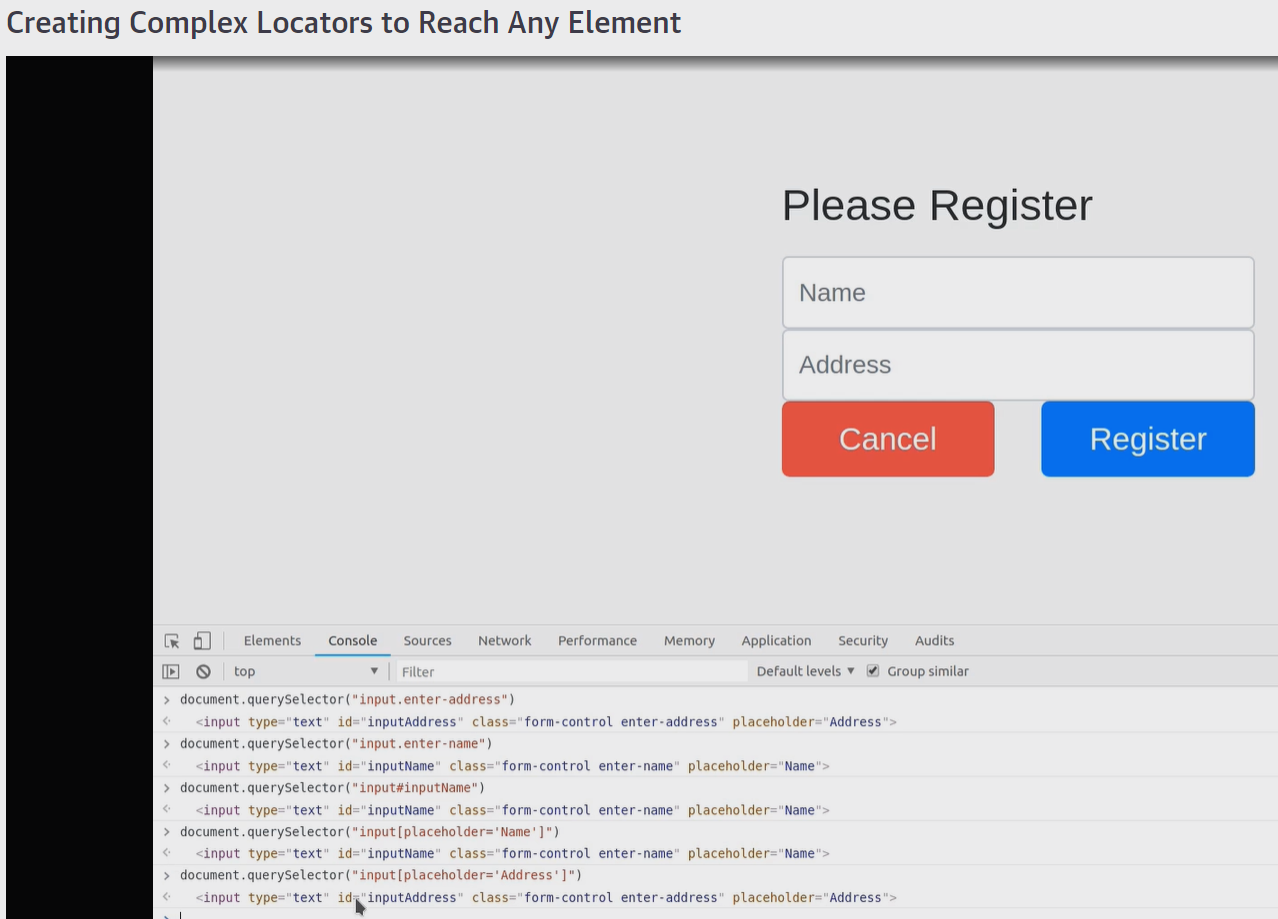 Creating Complex Locators to Reach Any Element
Please Register
Name
Address
Cancel Register
Elements Console Sources Network Performance Memory Application Security Audits
top ▼ Filter Default levels ▼ Group similar
> document.querySelector("input.enter-address")
<input type="text" id="inputAddress" class="form-control enter-address" placeholder="Address">
> document.querySelector("input.enter-name")
<input type="text" id="inputName" class="form-control enter-name" placeholder="Name">
> document.querySelector("input#inputName")
<input type="text" id="inputName" class="form-control enter-name" placeholder="Name">
> document.querySelector("input[placeholder='Name']")
<input type="text" id="inputName" class="form-control enter-name" placeholder="Name">
> document.querySelector("input[placeholder='Address']")
<input type="text" id="inputAddress" class="form-control enter-address" placeholder="Address">